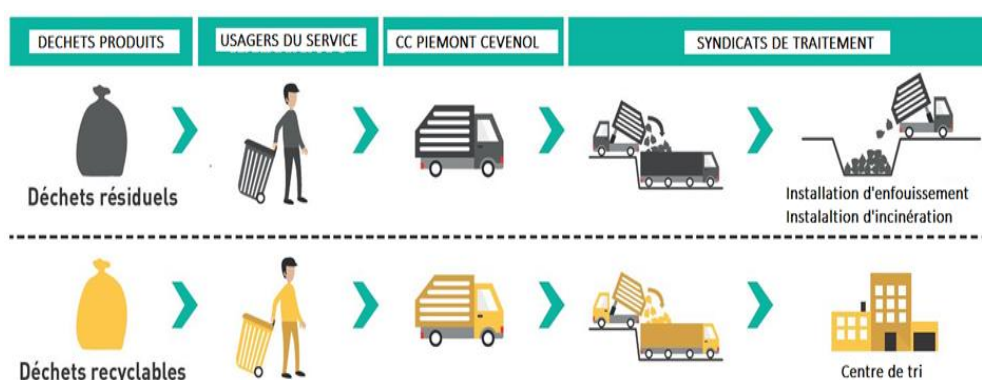 DECHETS PRODUITS
USAGERS DU SERVICE
CC PIEMONT CEVENOL
SYNDICATS DE TRAITEMENT
Déchets résiduels
Installation d'enfouissement
Instalaltion d'incinération
Déchets recyclables
Centre de tri